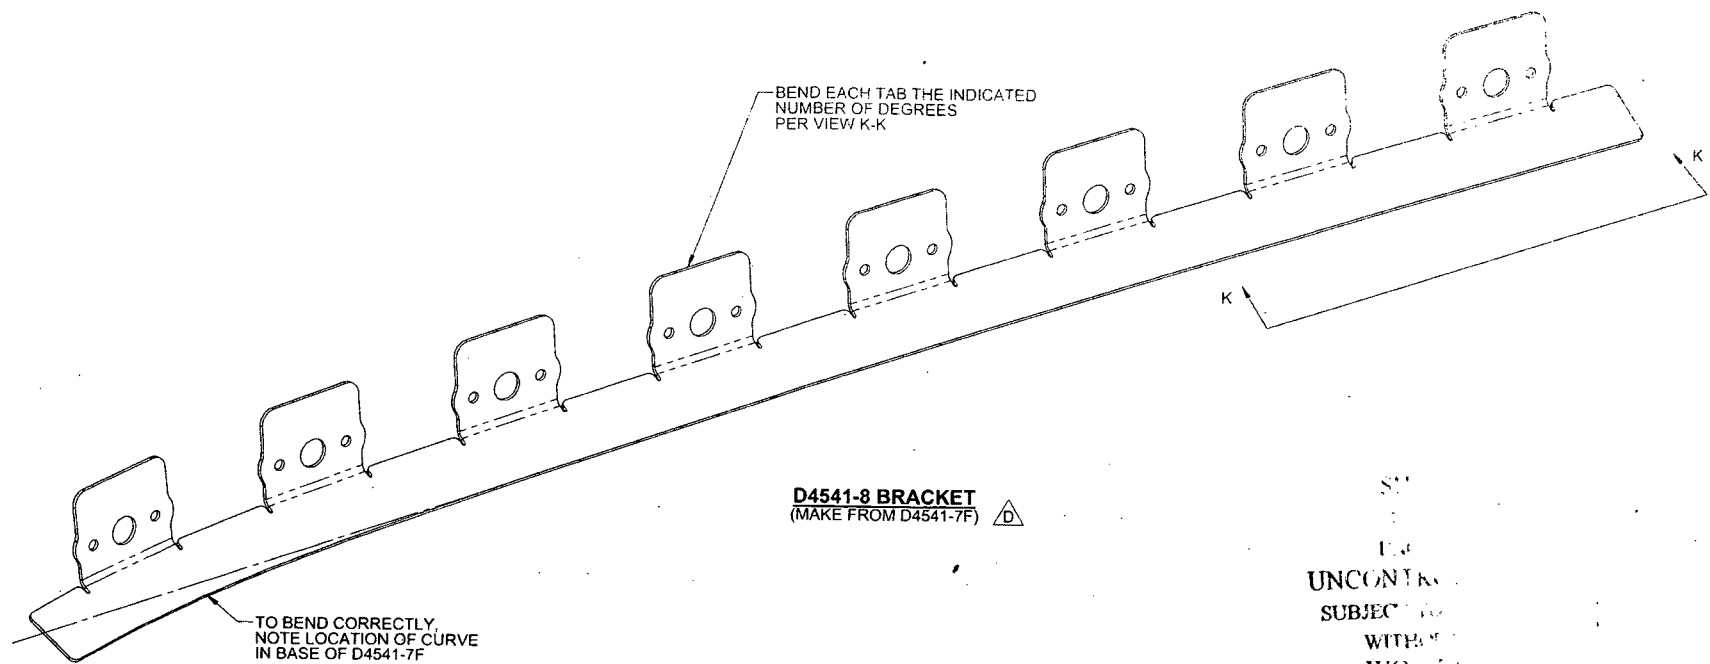 BEND EACH TAB THE INDICATED
NUMBER OF DEGREES
PER VIEW K-K
K
K
D4541-8 BRACKET
(MAKE FROM D4541-7F) D
TO BEND CORRECTLY,
NOTE LOCATION OF CURVE
IN BASE OF D4541-7F